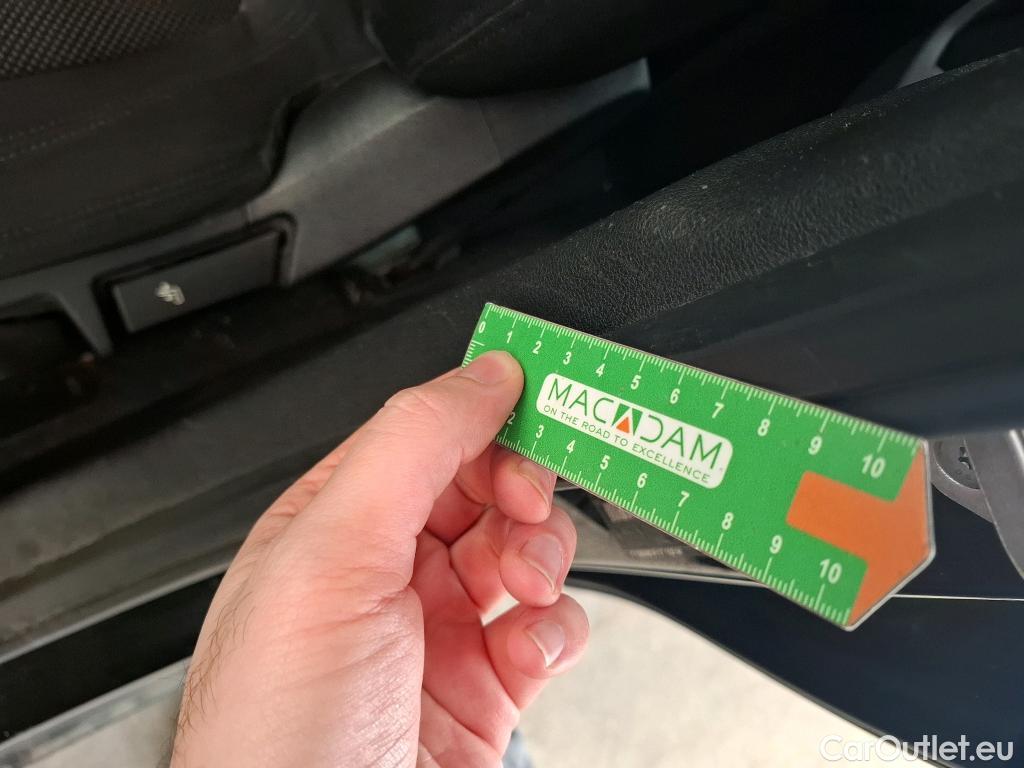 0 1 2 3 4 5 6 7 8 9 10
MACADAM
ON THE ROAD TO EXCELLENCE
2 3 4 5 6 7 8 9 10
CarOutlet.eu